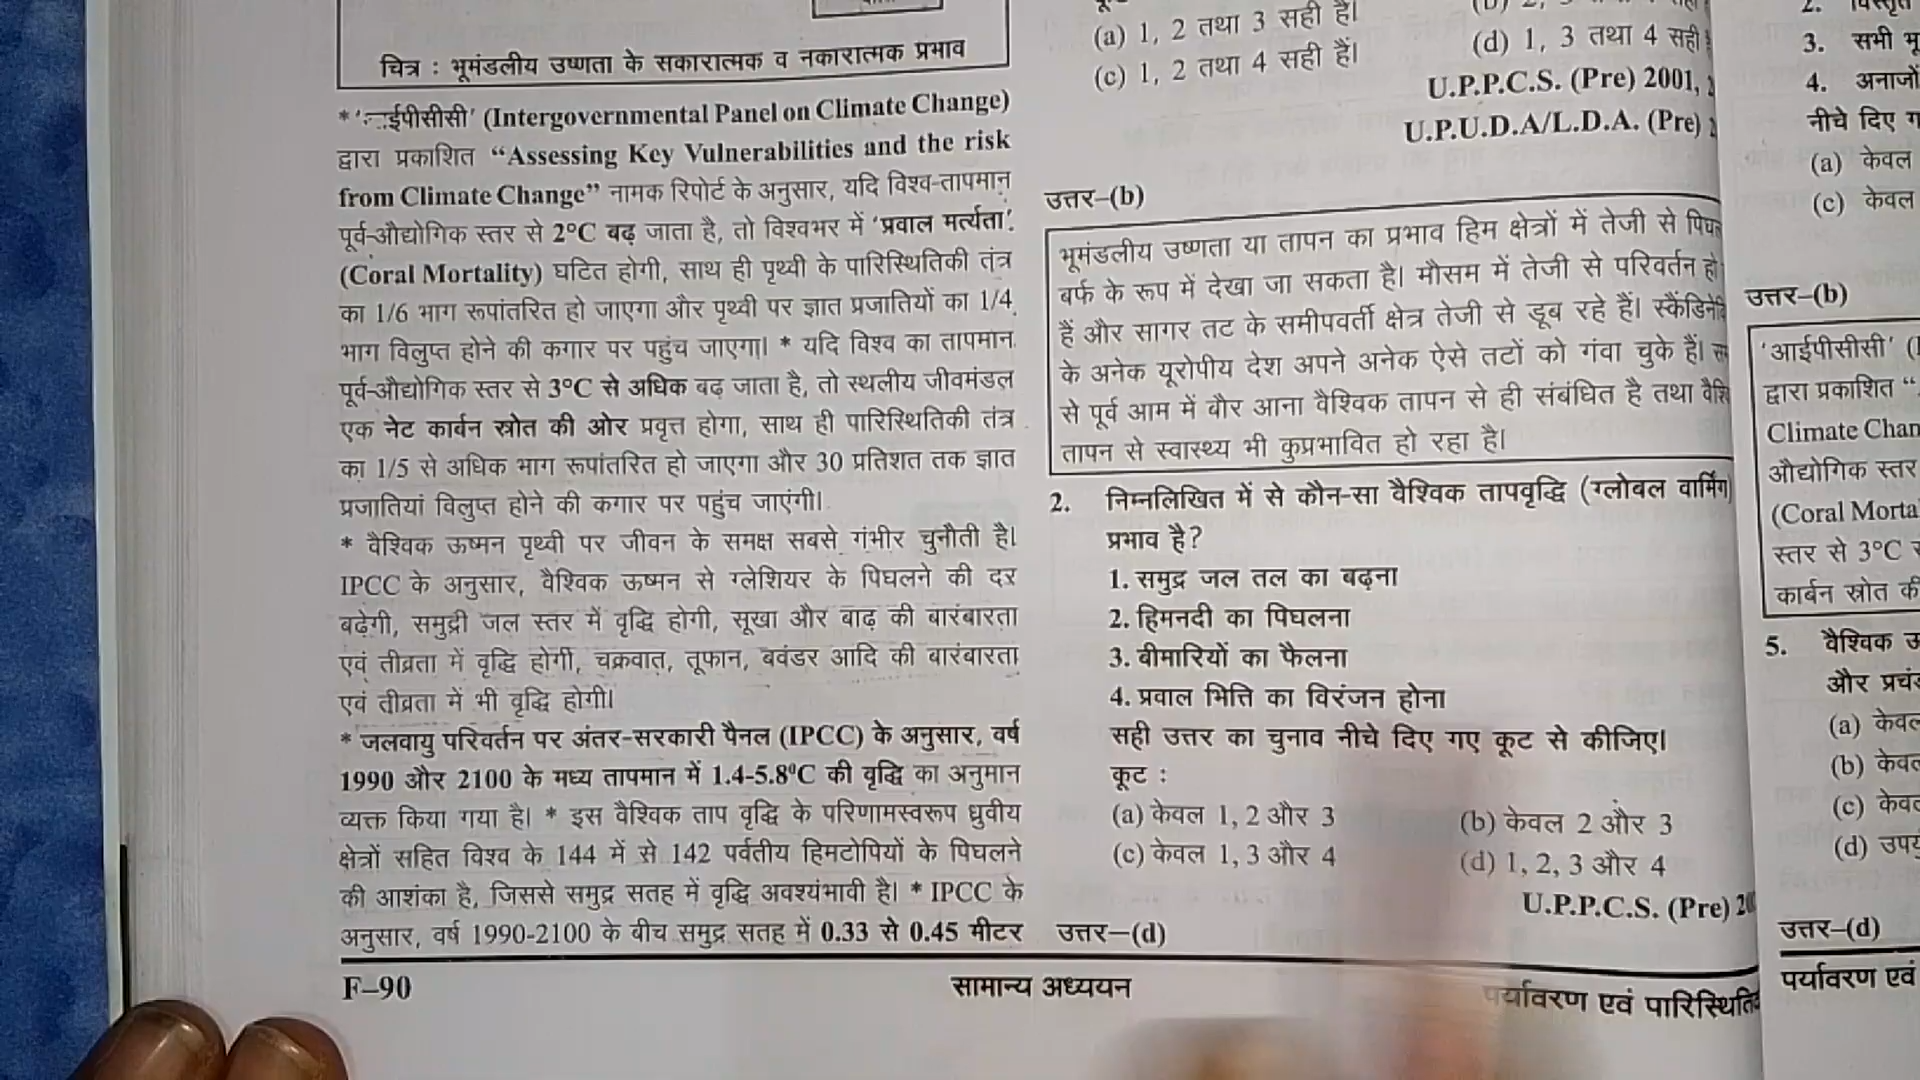 चित्र : भूमंडलीय उष्णता के सकारात्मक व नकारात्मक प्रभाव
(Intergovernmental Panel on Climate Change)
द्वारा प्रकाशित “Assessing Key Vulnerabilities and the risk
from Climate Change” नामक रिपोर्ट के अनुसार, यदि विश्व-तापमान
पूर्व-औद्योगिक स्तर से 2°C बढ़ जाता है, तो विश्वभर में 'प्रवाल मर्त्यता'
(Coral Mortality) घटित होगी, साथ ही पृथ्वी के पारिस्थितिकी तंत्र
का 1/6 भाग रूपांतरित हो जाएगा और पृथ्वी पर ज्ञात प्रजातियों का 1/4
भाग विलुप्त होने की कगार पर पहुंच जाएगा। * यदि विश्व का तापमान
पूर्व-औद्योगिक स्तर से 3°C से अधिक बढ़ जाता है, तो स्थलीय जीवमंडल
एक नेट कार्बन स्रोत की ओर प्रवृत्त होगा, साथ ही पारिस्थितिकी तंत्र
का 1/5 से अधिक भाग रूपांतरित हो जाएगा और 30 प्रतिशत तक ज्ञात
प्रजातियां विलुप्त होने की कगार पर पहुंच जाएंगी।
* वैश्विक ऊष्मन पृथ्वी पर जीवन के समक्ष सबसे गंभीर चुनौती है।
IPCC के अनुसार, वैश्विक ऊष्मन से ग्लेशियर के पिघलने की दर
बढ़ेगी, समुद्री जल स्तर में वृद्धि होगी, सूखा और बाढ़ की बारंबारता
एवं तीव्रता में वृद्धि होगी, चक्रवात, तूफान, बवंडर आदि की बारंबारता
एवं तीव्रता में भी वृद्धि होगी।
* जलवायु परिवर्तन पर अंतर-सरकारी पैनल (IPCC) के अनुसार, वर्ष
1990 और 2100 के मध्य तापमान में 1.4-5.8⁰C की वृद्धि का अनुमान
व्यक्त किया गया है। * इस वैश्विक ताप वृद्धि के परिणामस्वरूप ध्रुवीय
क्षेत्रों सहित विश्व के 144 में से 142 पर्वतीय हिमटोपियों के पिघलने
की आशंका है, जिससे समुद्र सतह में वृद्धि अवश्यंभावी है। * IPCC के
अनुसार, वर्ष 1990-2100 के बीच समुद्र सतह में 0.33 से 0.45 मीटर
F–90
सामान्य अध्ययन
(a) 1, 2 तथा 3 सही हैं।
(d) 1, 3 तथा 4 सही
(c) 1, 2 तथा 4 सही हैं।
U.P.P.C.S. (Pre) 2001,
U.P.U.D.A/L.D.A. (Pre)
उत्तर–(b)
भूमंडलीय उष्णता या तापन का प्रभाव हिम क्षेत्रों में तेजी से
बर्फ के रूप में देखा जा सकता है। मौसम में तेजी से परिवर्तन हो
हैं और सागर तट के समीपवर्ती क्षेत्र तेजी से डूब रहे हैं।
के अनेक यूरोपीय देश अपने अनेक ऐसे तटों को गंवा चुके हैं।
से पूर्व आम में बौर आना वैश्विक तापन से ही संबंधित है तथा
तापन से स्वास्थ्य भी कुप्रभावित हो रहा है।
2. निम्नलिखित में से कौन-सा वैश्विक तापवृद्धि (ग्लोबल वार्मिंग)
प्रभाव है?
1. समुद्र जल तल का बढ़ना
2. हिमनदी का पिघलना
3. बीमारियों का फैलना
4. प्रवाल भित्ति का विरंजन होना
सही उत्तर का चुनाव नीचे दिए गए कूट से कीजिए।
कूट :
(a) केवल 1, 2 और 3
(b) केवल 2 और 3
(c) केवल 1, 3 और 4
(d) 1, 2, 3 और 4
U.P.P.C.S. (Pre)
उत्तर–(d)
पर्यावरण एवं
2.
3. सभी
4. अनाजों
नीचे दिए
(a) केवल
(c) केवल
उत्तर–(b)
'आईपीसीसी'
द्वारा प्रकाशित “
Climate
औद्योगिक स्तर
(Coral
स्तर से 3°C
कार्बन स्रोत की
5. वैश्विक
और
(a) केवल
(b) केवल
(c) केवल
(d)
उत्तर–(d)
पर्यावरण एवं